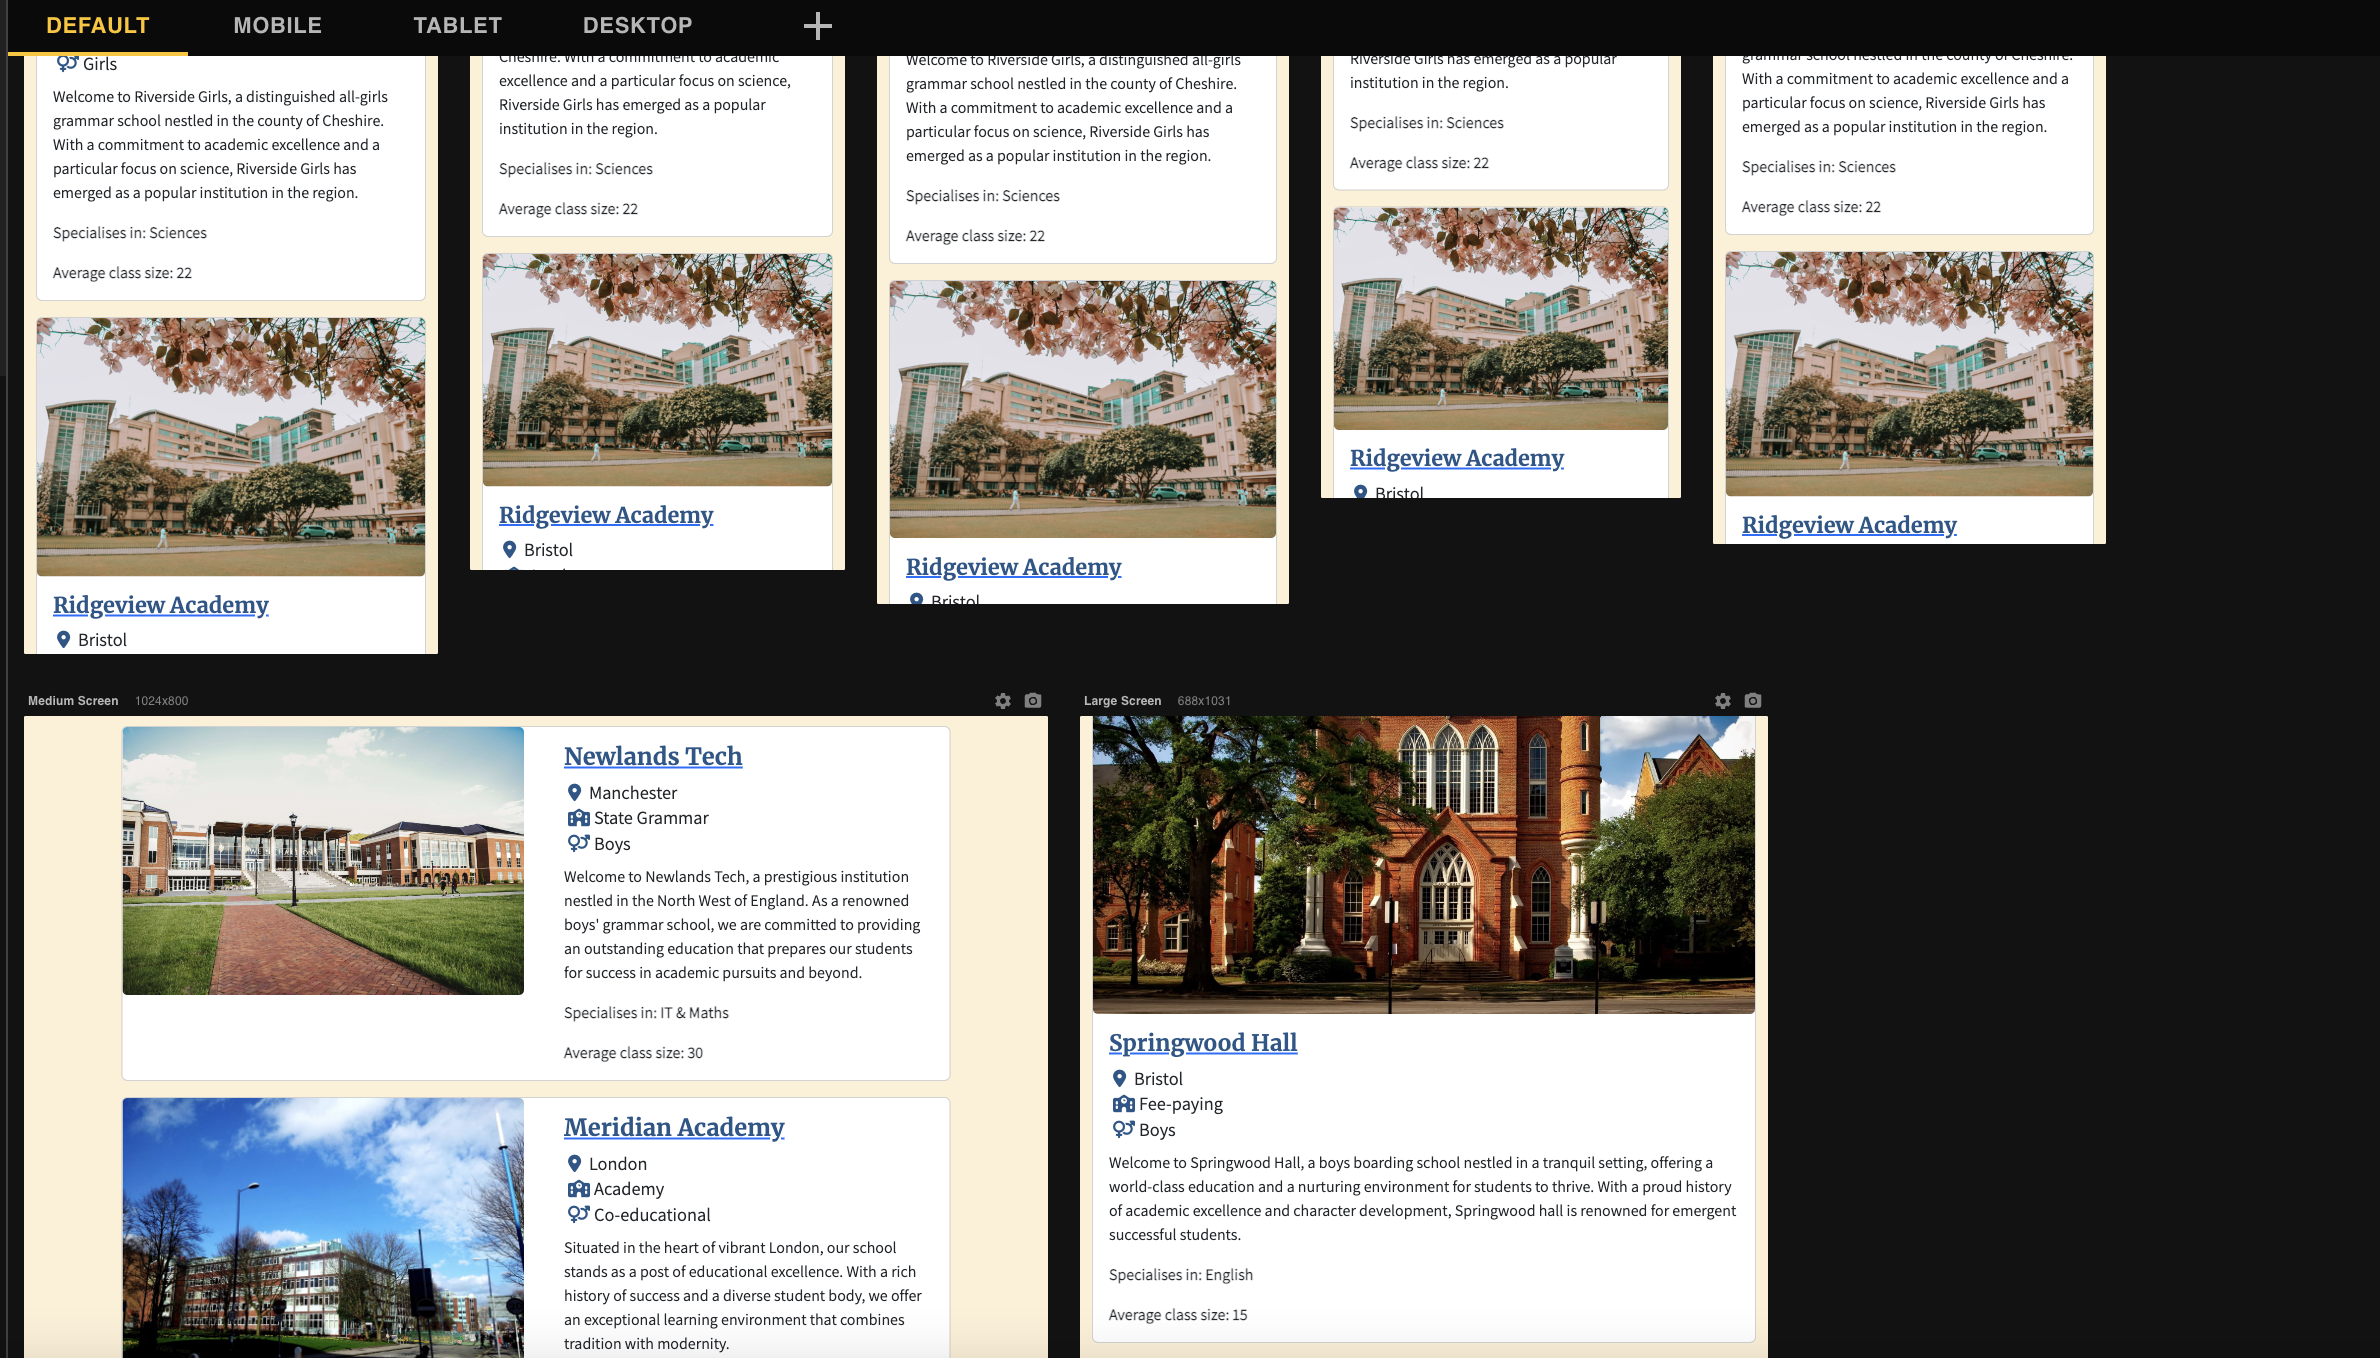 DEFAULT
MOBILE
TABLET
DESKTOP
Girls
Welcome to Riverside Girls, a distinguished all-girls
grammar school nestled in the county of Cheshire.
With a commitment to academic excellence and a
particular focus on science, Riverside Girls has
emerged as a popular institution in the region.
Specialises in: Sciences
Average class size: 22
Ridgeview Academy
Bristol
Cheshire. With a commitment to academic
excellence and a particular focus on science,
Riverside Girls has emerged as a popular
institution in the region.
Specialises in: Sciences
Average class size: 22
Ridgeview Academy
Bristol
Welcome to Riverside Girls, a distinguished all-girls
grammar school nestled in the county of Cheshire.
With a commitment to academic excellence and a
particular focus on science, Riverside Girls has
emerged as a popular institution in the region.
Specialises in: Sciences
Average class size: 22
Ridgeview Academy
Bristol
Riverside Girls has emerged as a popular
institution in the region.
Specialises in: Sciences
Average class size: 22
Ridgeview Academy
Bristol
grammar school nestled in the county of Cheshire.
With a commitment to academic excellence and a
particular focus on science, Riverside Girls has
emerged as a popular institution in the region.
Specialises in: Sciences
Average class size: 22
Ridgeview Academy
Medium Screen 1024x800
Newlands Tech
Manchester
State Grammar
Boys
Welcome to Newlands Tech, a prestigious institution
nestled in the North West of England. As a renowned
boys' grammar school, we are committed to providing
an outstanding education that prepares our students
for success in academic pursuits and beyond.
Specialises in: IT & Maths
Average class size: 30
Meridian Academy
London
Academy
Co-educational
Situated in the heart of vibrant London, our school
stands as a post of educational excellence. With a rich
history of success and a diverse student body, we offer
an exceptional learning environment that combines
tradition with modernity.
Large Screen 688x1031
Springwood Hall
Bristol
Fee-paying
Boys
Welcome to Springwood Hall, a boys boarding school nestled in a tranquil setting, offering a
world-class education and a nurturing environment for students to thrive. With a proud history
of academic excellence and character development, Springwood hall is renowned for emergent
successful students.
Specialises in: English
Average class size: 15